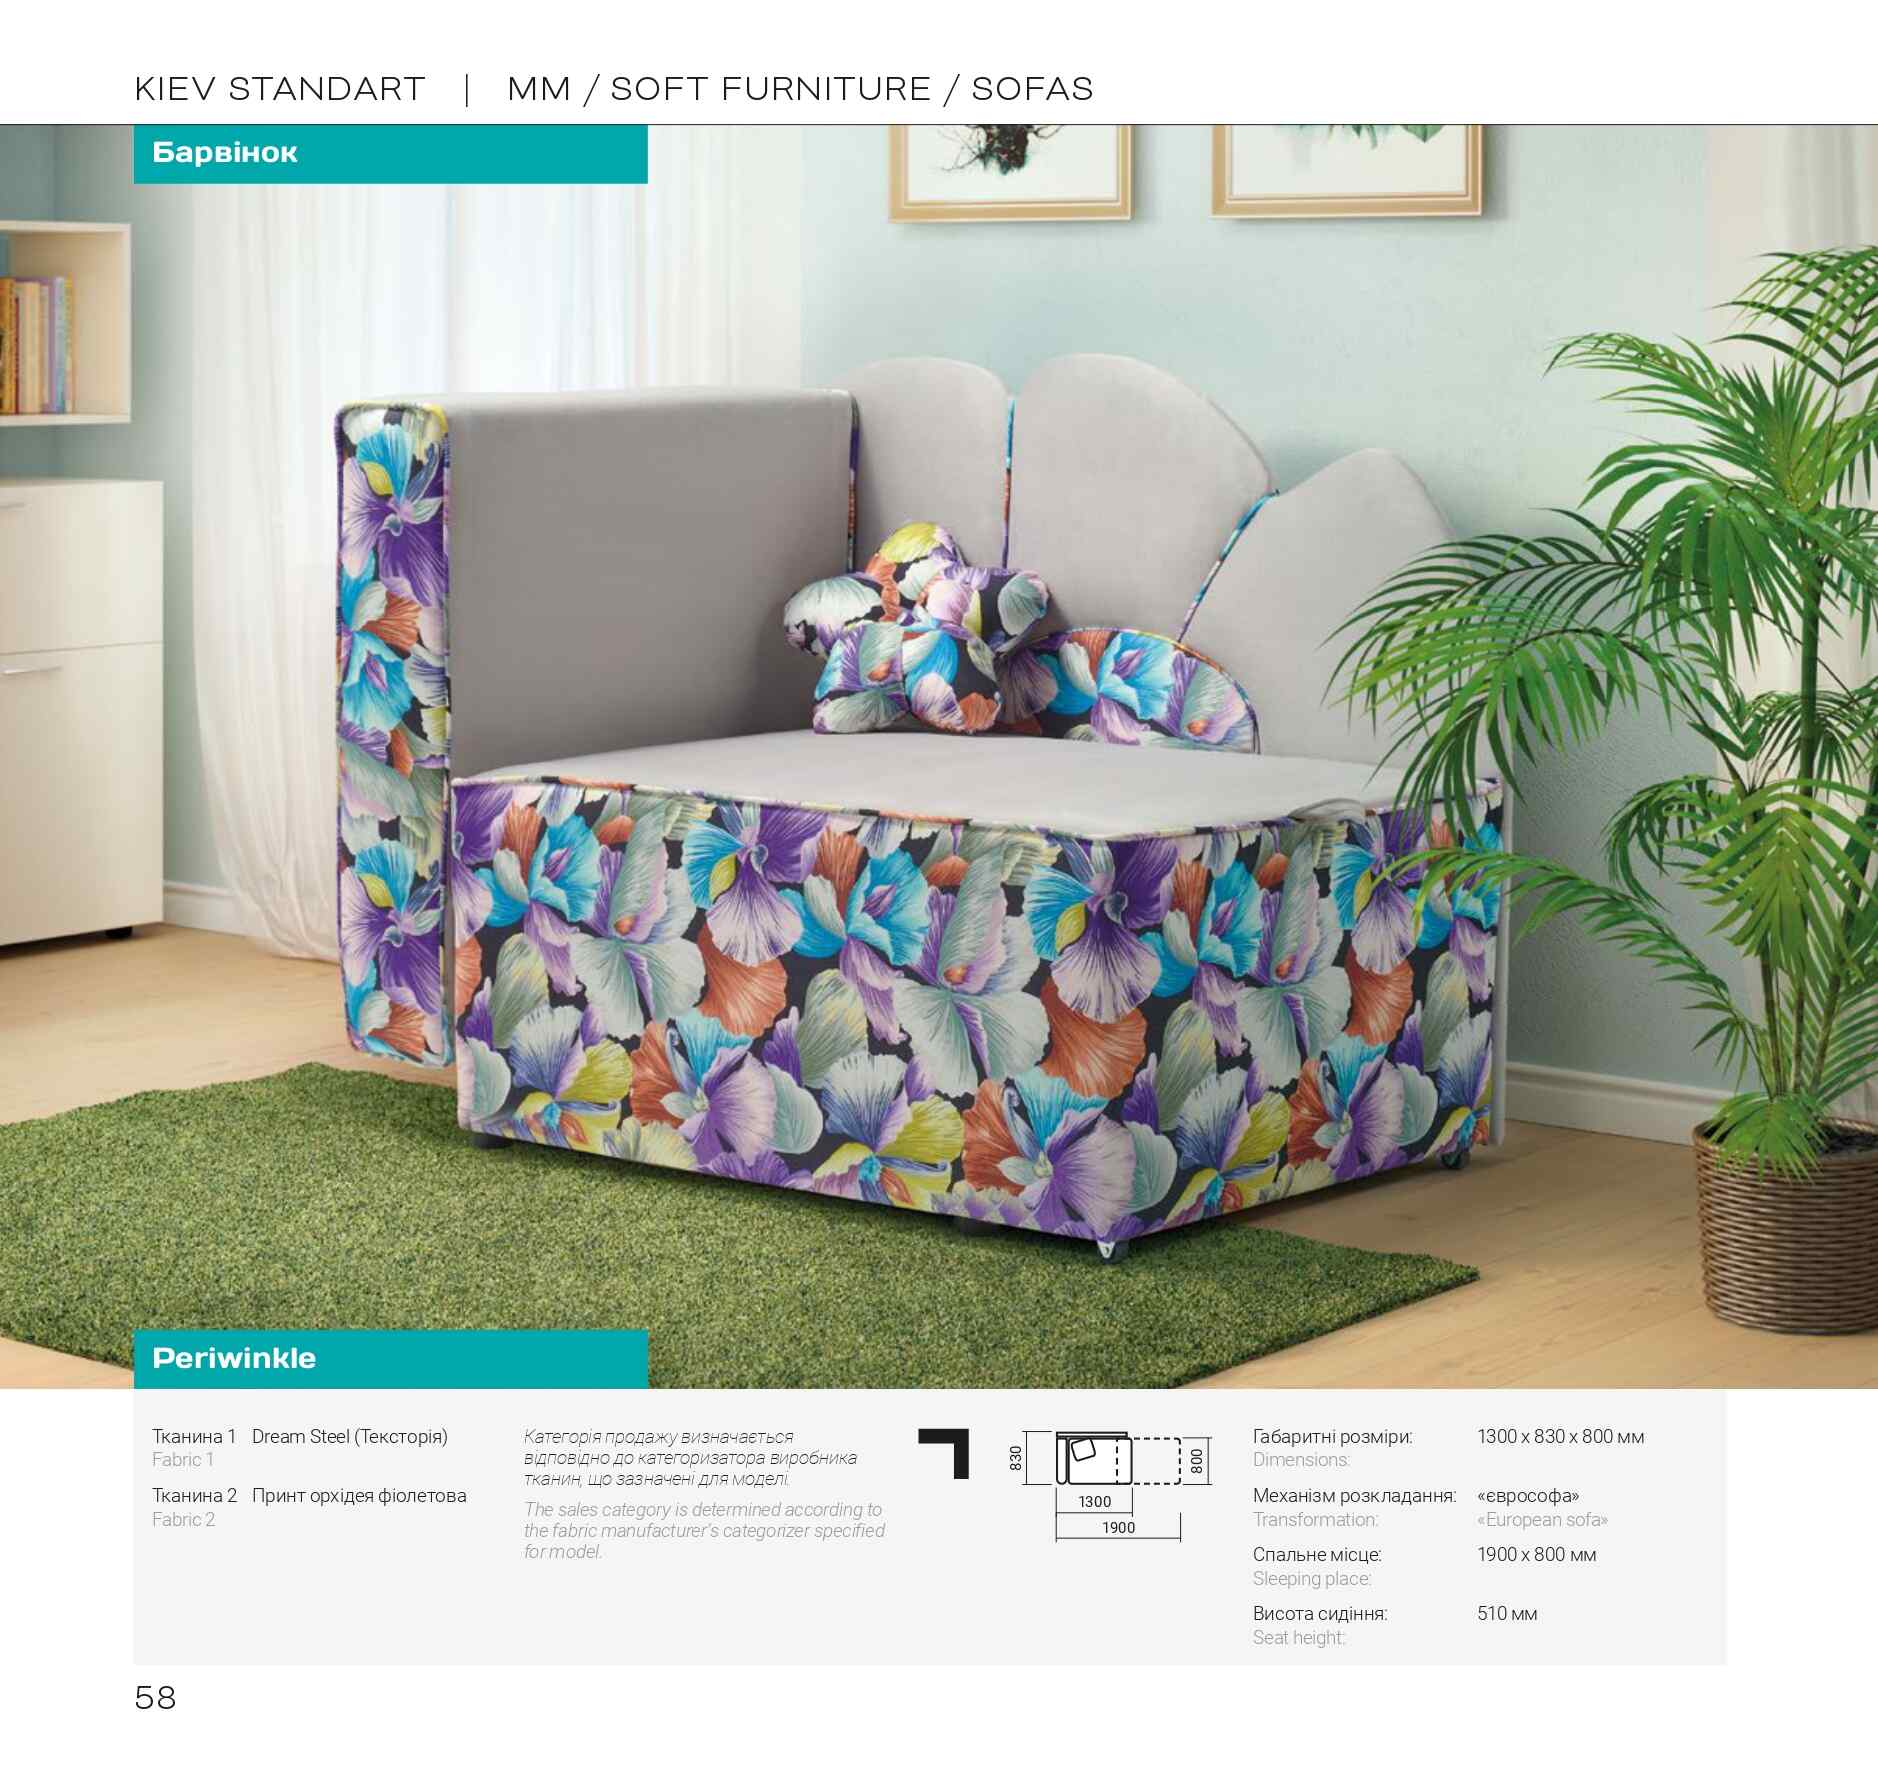 KIEV STANDART | MM / SOFT FURNITURE / SOFAS
Барвінок
Periwinkle
Тканина 1 Dream Steel (Тексторія)
Fabric 1
Тканина 2 Принт орхідея фіолетова
Fabric 2
Категорія продажу визначається
відповідно до категоризатора виробника
тканин, що зазначені для моделі.
The sales category is determined according to
the fabric manufacturer's categorizer specified
for model.
830
800
1300
1900
Габаритні розміри: 1300 x 830 x 800 мм
Dimensions:
Механізм розкладання: «єврософа»
Transformation: «European sofa»
Спальне місце: 1900 x 800 мм
Sleeping place:
Висота сидіння: 510 мм
Seat height:
58